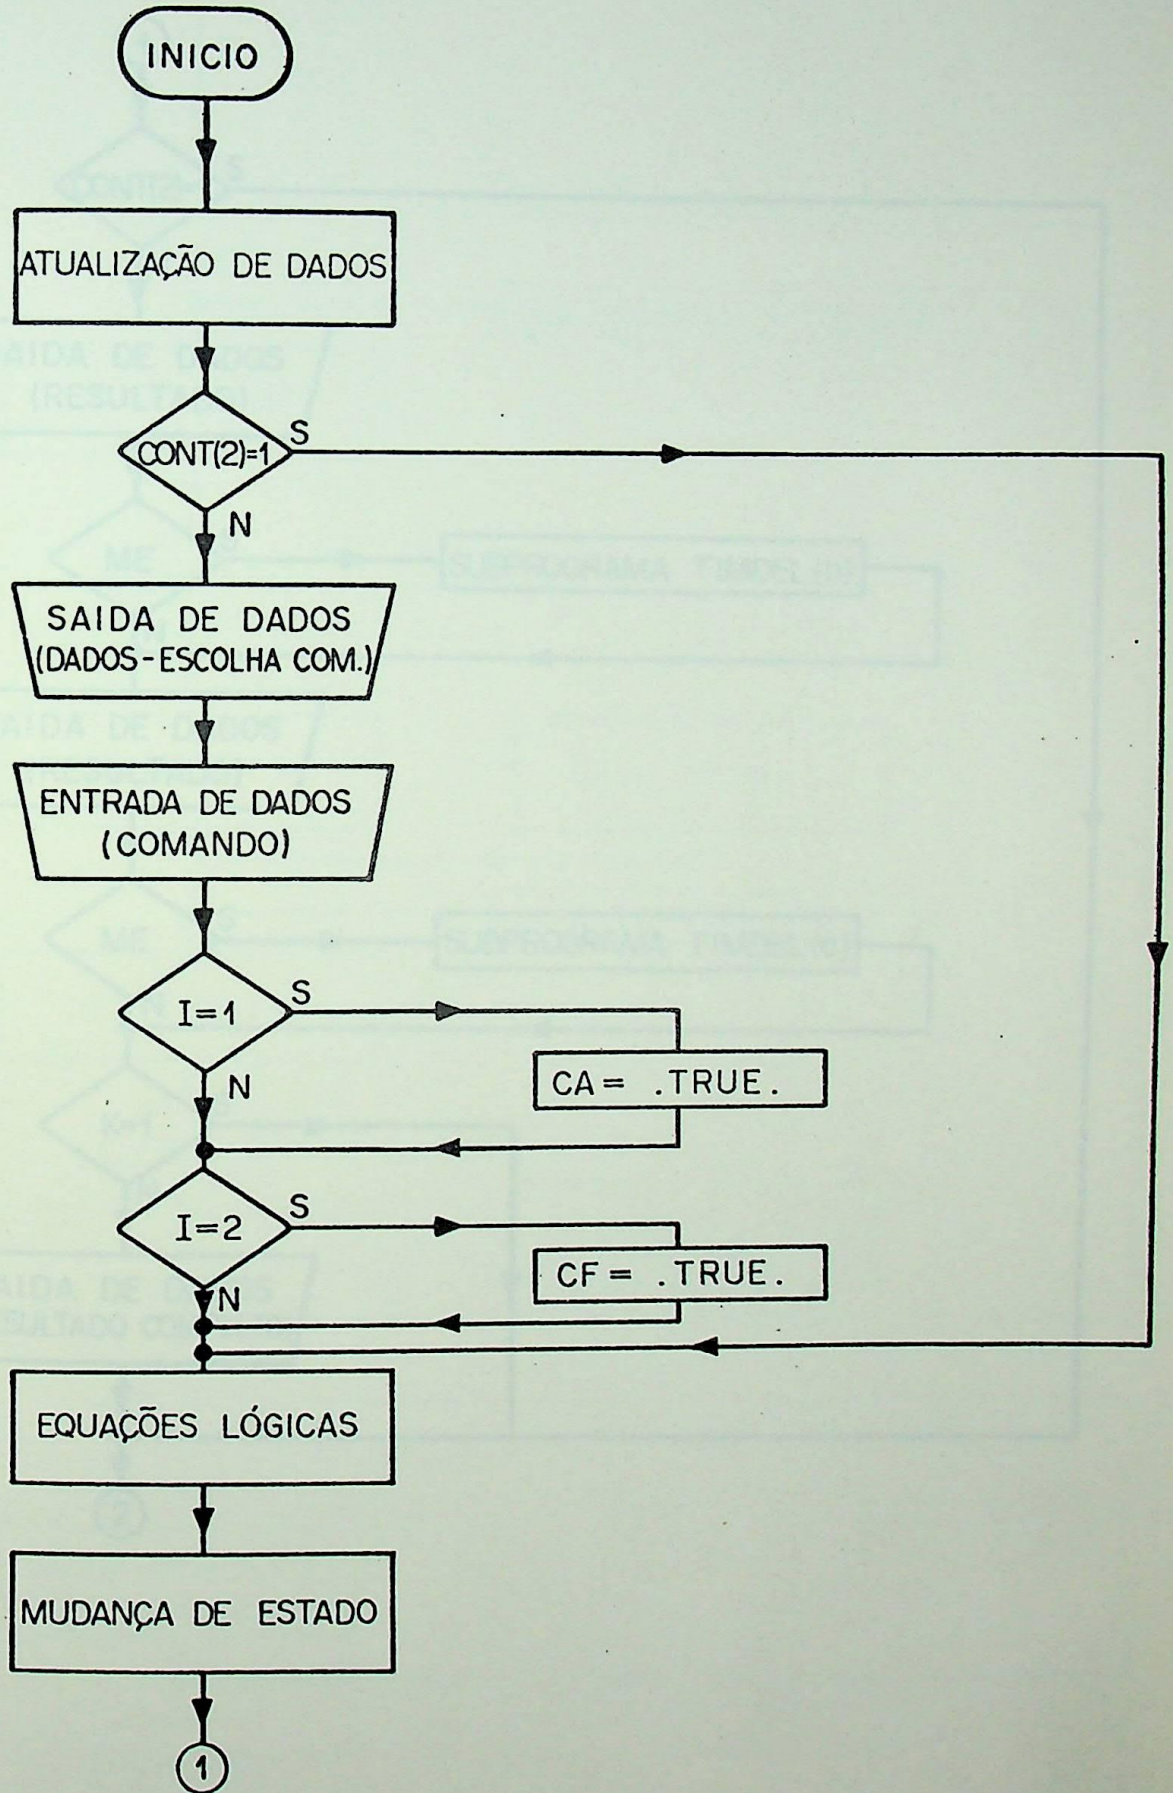 INICIO
ATUALIZAÇÃO DE DADOS
CONT(2)=1
S
N
SAIDA DE DADOS
(DADOS-ESCOLHA COM.)
ENTRADA DE DADOS
(COMANDO)
I=1
S
N
CA= .TRUE.
I=2
S
N
CF= .TRUE.
EQUAÇÕES LÓGICAS
MUDANÇA DE ESTADO
1